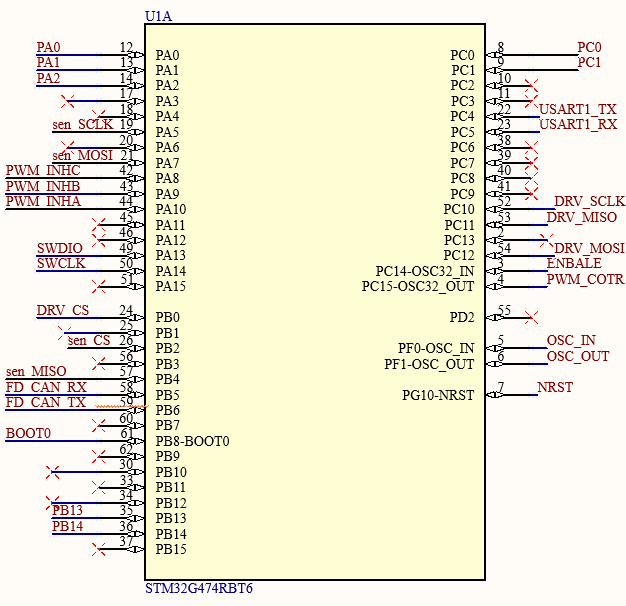 U1A
PA0 12 PA0 PC0 8 PC0
PA1 13 PA1 PC1 9 PC1
PA2 14 PA2 PC2 10
17 PA3 PC3 11
18 PA4 PC4 22 USART1_TX
sen_SCLK 19 PA5 PC5 23 USART1_RX
20 PA6 PC6 38
sen_MOSI 21 PA7 PC7 39
PWM_INHC 42 PA8 PC8 40
PWM_INHB 43 PA9 PC9 41
PWM_INHA 44 PA10 PC10 52 DRV_SCLK
45 PA11 PC11 53 DRV_MISO
46 PA12 PC13 2
SWDIO 49 PA13 PC12 54 DRV_MOSI
SWCLK 50 PA14 PC14-OSC32_IN 3 ENBALE
51 PA15 PC15-OSC32_OUT 4 PWM_COTR
DRV_CS 24 PB0 PD2 55
25 PB1
sen_CS 26 PB2 PF0-OSC_IN 5 OSC_IN
56 PB3 PF1-OSC_OUT 6 OSC_OUT
sen_MISO 57 PB4
FD_CAN_RX 58 PB5 PG10-NRST 7 NRST
FD_CAN_TX 59 PB6
60 PB7
BOOT0 61 PB8-BOOT0
62 PB9
30 PB10
33 PB11
34 PB12
PB13 35 PB13
PB14 36 PB14
37 PB15
STM32G474RBT6